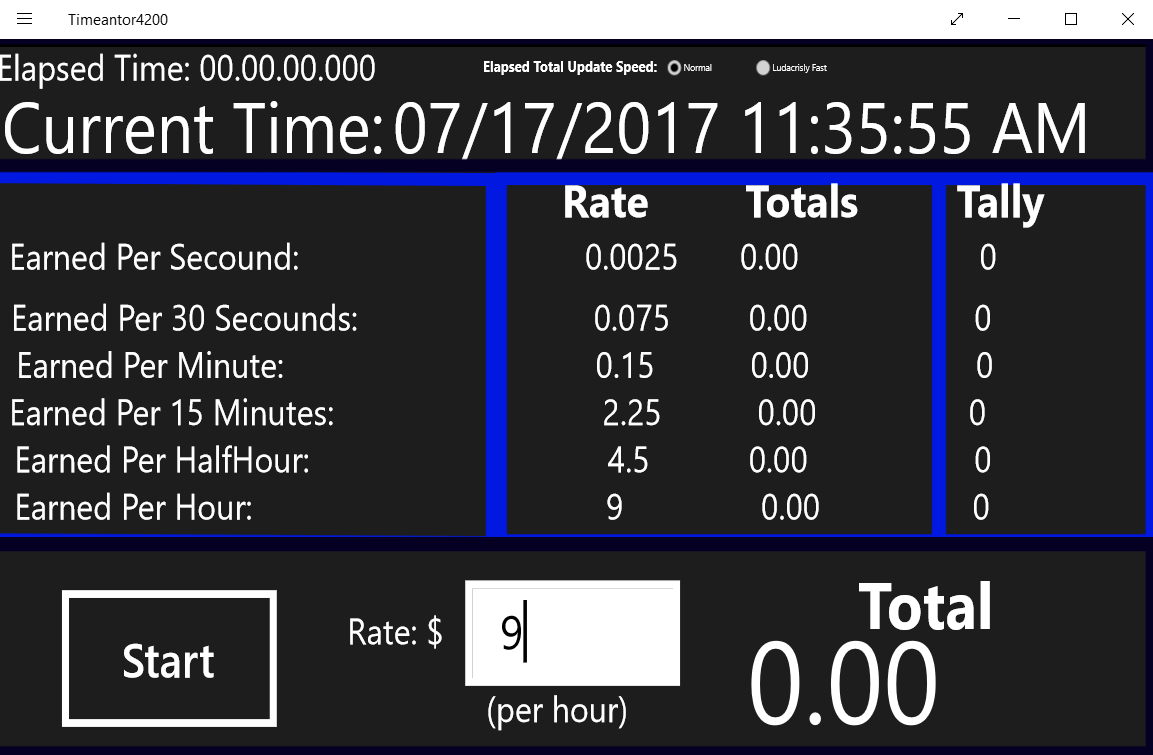 Timeantor4200
Elapsed Time: 00.00.00.000 Elapsed Total Update Speed: Normal Ludacrisly Fast
Current Time: 07/17/2017 11:35:55 AM
Rate Totals Tally
Earned Per Secound: 0.0025 0.00 0
Earned Per 30 Secounds: 0.075 0.00 0
Earned Per Minute: 0.15 0.00 0
Earned Per 15 Minutes: 2.25 0.00 0
Earned Per HalfHour: 4.5 0.00 0
Earned Per Hour: 9 0.00 0
Start Rate: $ 9 Total
(per hour) 0.00